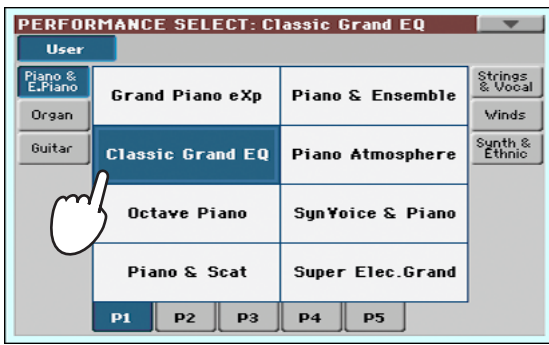 PERFORMANCE SELECT: Classic Grand EQ
User
Piano &
E.Piano
Organ
Guitar
Grand Piano eXp
Piano & Ensemble
Classic Grand EQ
Piano Atmosphere
Octave Piano
SynVoice & Piano
Piano & Scat
Super Elec.Grand
Strings
& Vocal
Winds
Synth &
Ethnic
P1 P2 P3 P4 P5